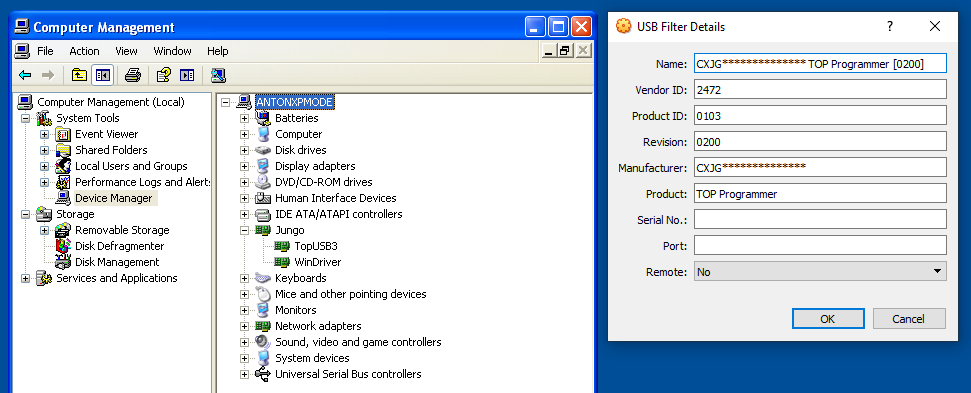 Computer Management
File Action View Window Help
Computer Management (Local)
System Tools
Event Viewer
Shared Folders
Local Users and Groups
Performance Logs and Alerts
Device Manager
Storage
Removable Storage
Disk Defragmenter
Disk Management
Services and Applications
ANTONXPMODE
Batteries
Computer
Disk drives
Display adapters
DVD/CD-ROM drives
Human Interface Devices
IDE ATA/ATAPI controllers
Jungo
TopUSB3
WinDriver
Keyboards
Mice and other pointing devices
Monitors
Network adapters
Sound, video and game controllers
System devices
Universal Serial Bus controllers
USB Filter Details
Name: CXJG************** TOP Programmer [0200]
Vendor ID: 2472
Product ID: 0103
Revision: 0200
Manufacturer: CXJG**************
Product: TOP Programmer
Serial No.:
Port:
Remote: No
OK Cancel